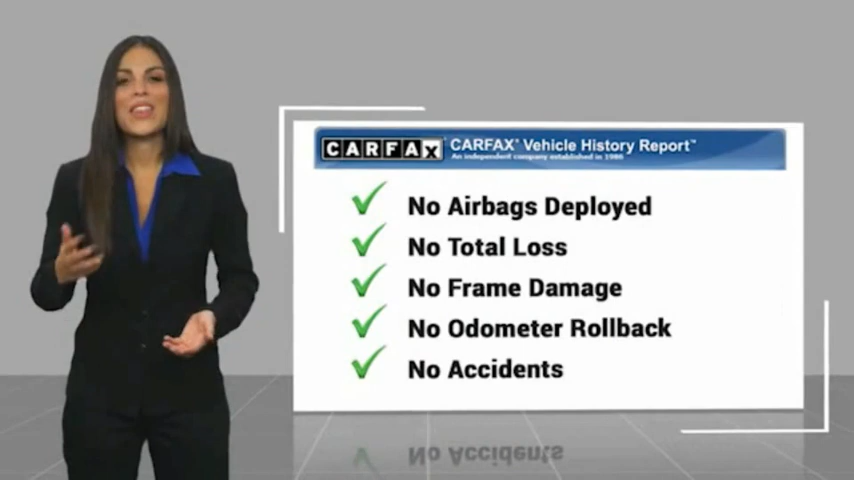 CARFAX CARFAX® Vehicle History Report™
An independent company established in 1986
No Airbags Deployed
No Total Loss
No Frame Damage
No Odometer Rollback
No Accidents
No Accidents